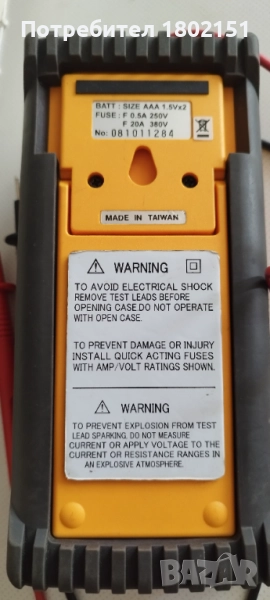 Потребител 1802151
BATT : SIZE AAA 1.5Vx2
FUSE : F 0.5A 250V
F 20A 380V
No: 081011284
MADE IN TAIWAN
WARNING
TO AVOID ELECTRICAL SHOCK
REMOVE TEST LEADS BEFORE
OPENING CASE.DO NOT OPERATE
WITH OPEN CASE.
TO PREVENT DAMAGE OR INJURY
INSTALL QUICK ACTING FUSES
WITH AMP/VOLT RATINGS SHOWN.
WARNING
TO PREVENT EXPLOSION FROM TEST
LEAD SPARKING, DO NOT MEASURE
CURRENT OR APPLY VOLTAGE TO THE
CURRENT OR RESISTANCE RANGES IN
AN EXPLOSIVE ATMOSPHERE.
BAZAR